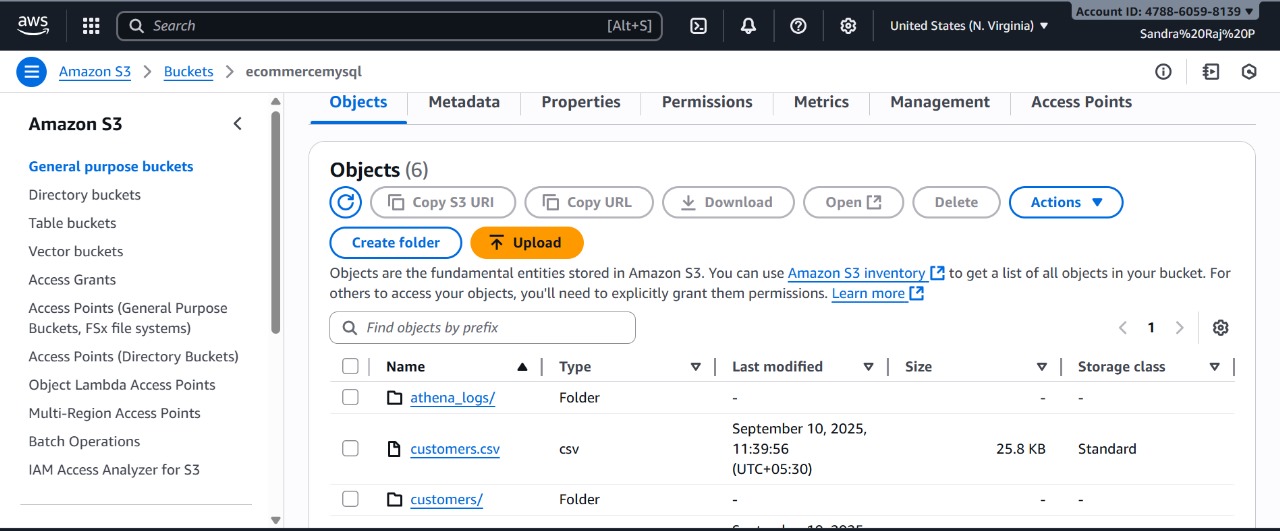 aws
Search [Alt+S]
United States (N. Virginia)
Account ID: 4788-6059-8139
Sandra%20Raj%20P
Amazon S3 > Buckets > ecommercemysql
Amazon S3
General purpose buckets
Directory buckets
Table buckets
Vector buckets
Access Grants
Access Points (General Purpose
Buckets, FSx file systems)
Access Points (Directory Buckets)
Object Lambda Access Points
Multi-Region Access Points
Batch Operations
IAM Access Analyzer for S3
Objects Metadata Properties Permissions Metrics Management Access Points
Objects (6)
Copy S3 URI Copy URL Download Open Delete Actions
Create folder Upload
Objects are the fundamental entities stored in Amazon S3. You can use Amazon S3 inventory to get a list of all objects in your bucket. For
others to access your objects, you'll need to explicitly grant them permissions. Learn more
Find objects by prefix
1
Name Type Last modified Size Storage class
athena_logs/ Folder - - -
customers.csv csv September 10, 2025, 11:39:56 (UTC+05:30) 25.8 KB Standard
customers/ Folder - - -